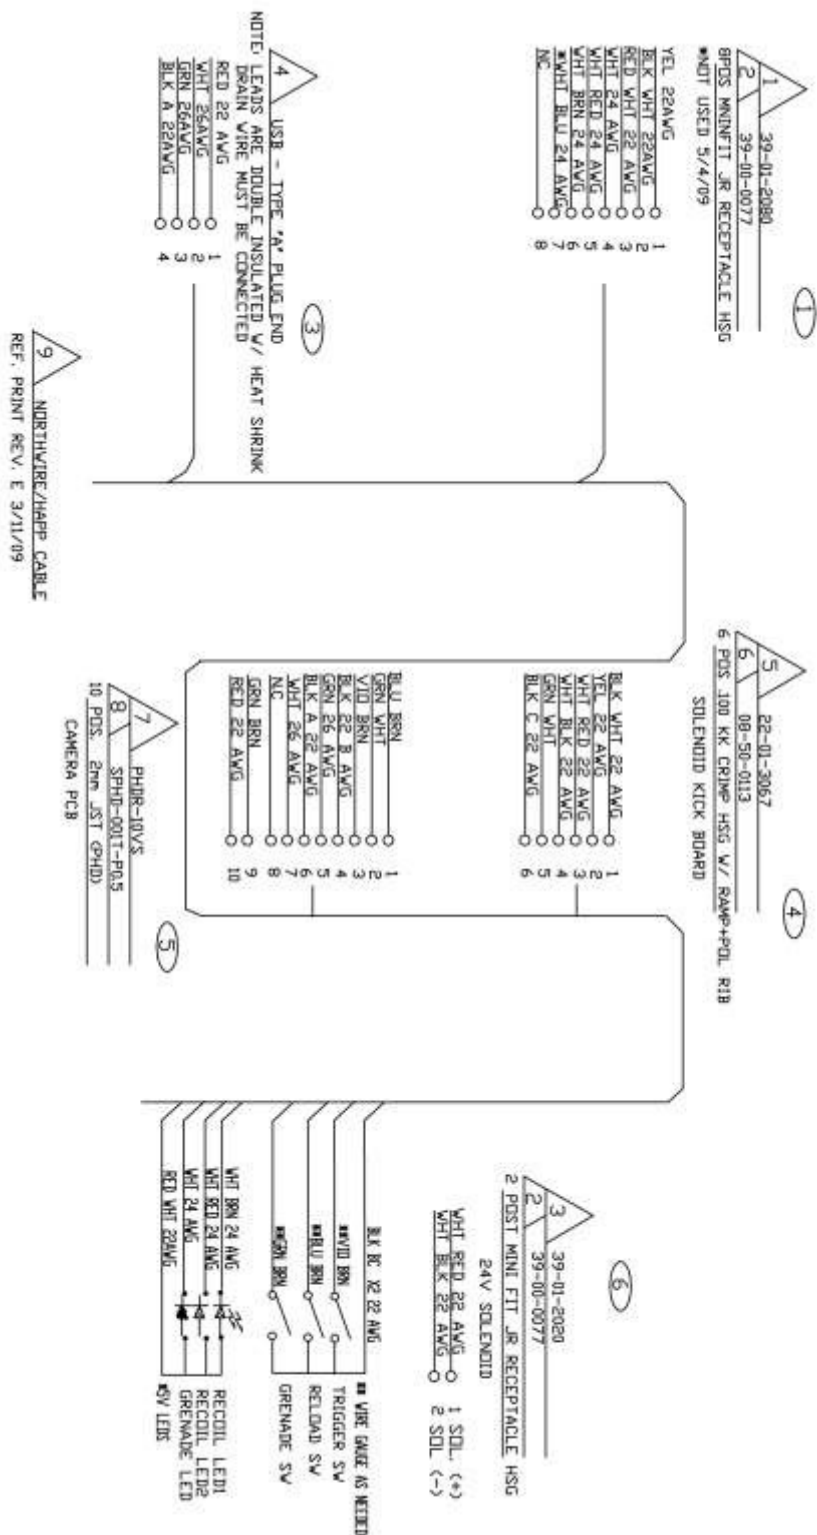 1
1 39-01-2080
2 39-00-0077
8POS MNINFIT JR RECEPTACLE HSG
*NOT USED 5/4/09
YEL 22AWG 1
BLK WHT 22AWG 2
RED WHT 22 AWG 3
WHT 24 AWG 4
WHT RED 24 AWG 5
WHT BRN 24 AWG 6
*WHT BLU 24 AWG 7
NC 8
3
4 USB - TYPE "A" PLUG END
NOTE: LEADS ARE DOUBLE INSULATED W/ HEAT SHRINK
DRAIN WIRE MUST BE CONNECTED
RED 22 AWG 1
WHT 26AWG 2
GRN 26AWG 3
BLK A 22AWG 4
9 NORTHWIRE/HAPP CABLE
REF. PRINT REV. E 3/11/09
4
5 22-01-3067
6 08-50-0113
6 POS .100 KK CRIMP HSG W/ RAMP+POL RIB
SOLENOID KICK BOARD
BLK WHT 22 AWG 1
YEL 22 AWG 2
WHT RED 22 AWG 3
WHT BLK 22 AWG 4
GRN WHT 5
BLK C 22 AWG 6
BLU BRN 1
GRN WHT 2
VIO BRN 3
BLK 22 B AWG 4
GRN 26 AWG 5
BLK A 22 AWG 6
WHT 26 AWG 7
NC 8
GRN BRN 9
RED 22 AWG 10
5
7 PHDR-10VS
8 SPHD-001T-P0.5
10 POS. 2mm JST (PHD)
CAMERA PCB
6
3 39-01-2020
2 39-00-0077
2 POST MINI FIT JR RECEPTACLE HSG
24V SOLENOID
WHT RED 22 AWG 1 SOL. (+)
WHT BLK 22 AWG 2 SOL (-)
** WIRE GAUGE AS NEEDED
BLK BC X2 22 AWG
**VIO BRN TRIGGER SW
**BLU BRN RELOAD SW
**GRN BRN GRENADE SW
WHT BRN 24 AWG RECOIL LED1
WHT RED 24 AWG RECOIL LED2
WHT 24 AWG GRENADE LED
RED WHT 22AWG *5V LEDS